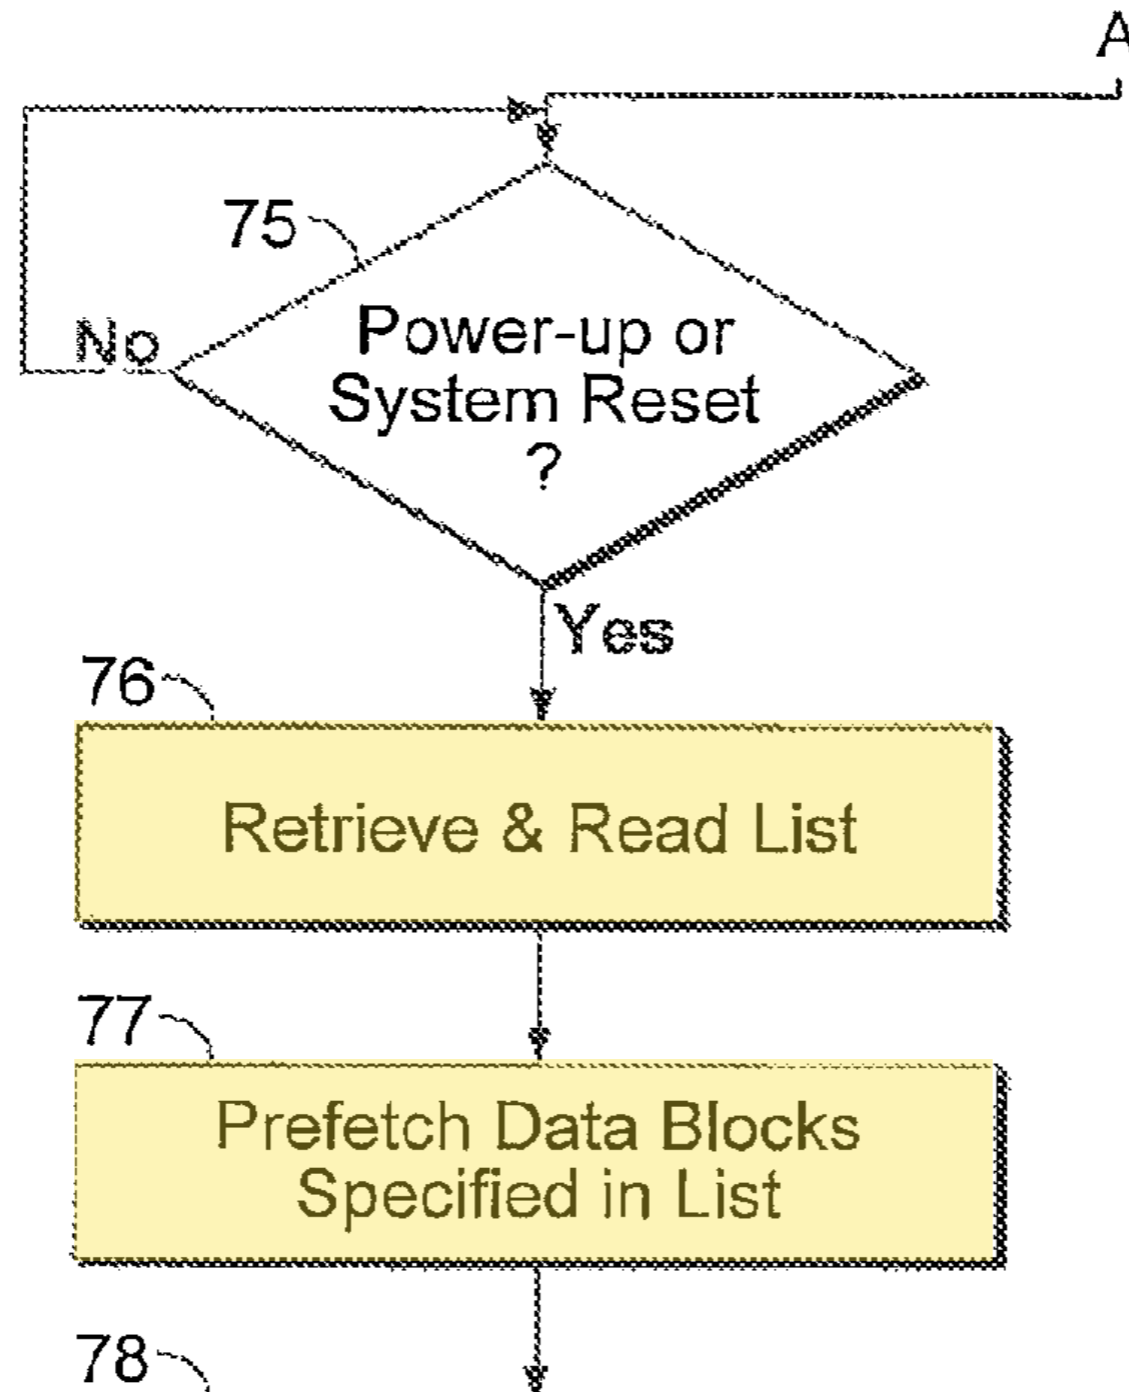 A
75
No
Power-up or
System Reset
?
Yes
76
Retrieve & Read List
77
Prefetch Data Blocks
Specified in List
78